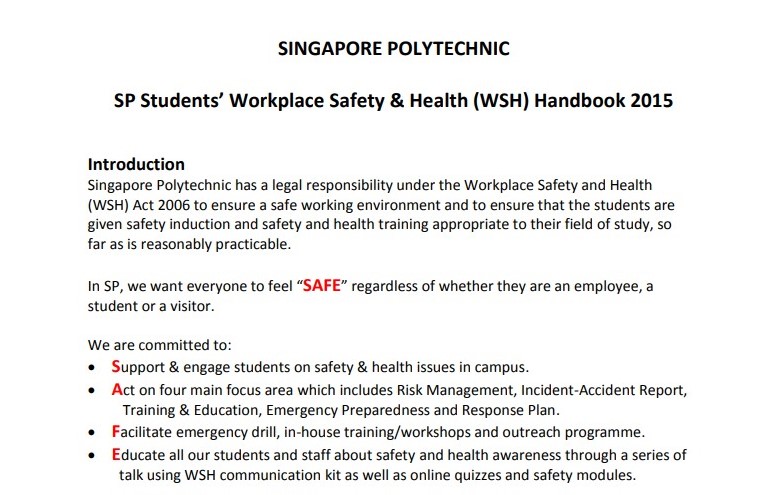 SINGAPORE POLYTECHNIC
SP Students’ Workplace Safety & Health (WSH) Handbook 2015
Introduction
Singapore Polytechnic has a legal responsibility under the Workplace Safety and Health
(WSH) Act 2006 to ensure a safe working environment and to ensure that the students are
given safety induction and safety and health training appropriate to their field of study, so
far as is reasonably practicable.
In SP, we want everyone to feel “SAFE” regardless of whether they are an employee, a
student or a visitor.
We are committed to:
• Support & engage students on safety & health issues in campus.
• Act on four main focus area which includes Risk Management, Incident-Accident Report,
Training & Education, Emergency Preparedness and Response Plan.
• Facilitate emergency drill, in-house training/workshops and outreach programme.
• Educate all our students and staff about safety and health awareness through a series of
talk using WSH communication kit as well as online quizzes and safety modules.